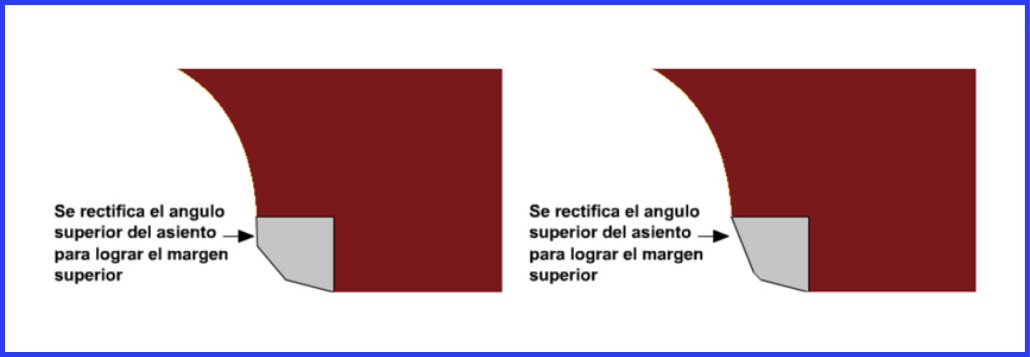 Se rectifica el angulo
superior del asiento
para lograr el margen
superior
Se rectifica el angulo
superior del asiento
para lograr el margen
superior